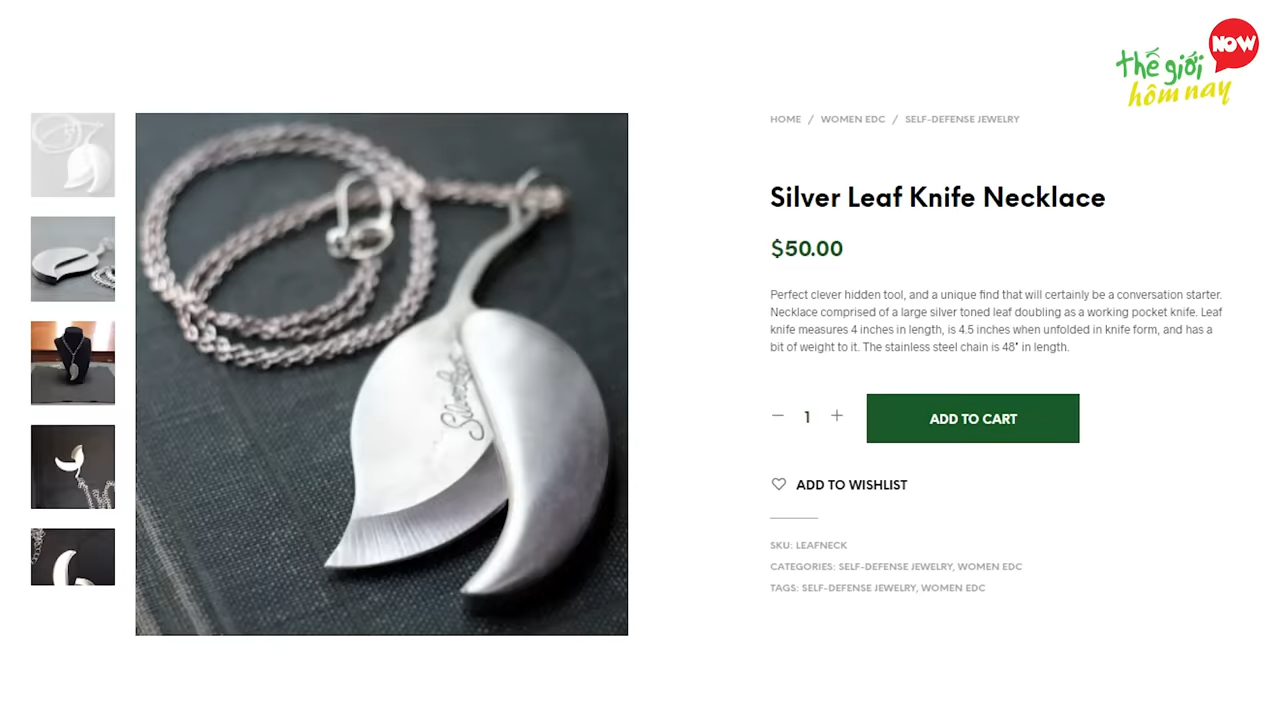 NOW
thế giới
hôm nay
HOME / WOMEN EDC / SELF-DEFENSE JEWELRY
Silver Leaf Knife Necklace
$50.00
Perfect clever hidden tool, and a unique find that will certainly be a conversation starter.
Necklace comprised of a large silver toned leaf doubling as a working pocket knife. Leaf
knife measures 4 inches in length, is 4.5 inches when unfolded in knife form, and has a
bit of weight to it. The stainless steel chain is 48" in length.
− 1 +
ADD TO CART
ADD TO WISHLIST
SKU: LEAFNECK
CATEGORIES: SELF-DEFENSE JEWELRY, WOMEN EDC
TAGS: SELF-DEFENSE JEWELRY, WOMEN EDC